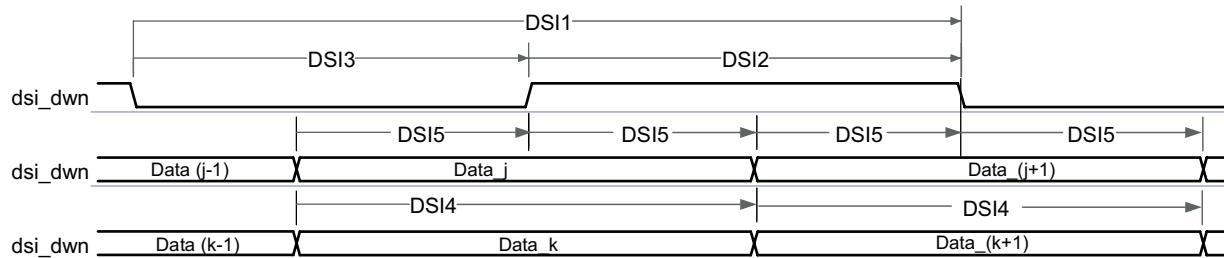 DSI1
DSI3 DSI2
dsi_dwn
DSI5 DSI5 DSI5 DSI5
dsi_dwn Data (j-1) Data_j Data_(j+1)
DSI4 DSI4
dsi_dwn Data (k-1) Data_k Data_(k+1)